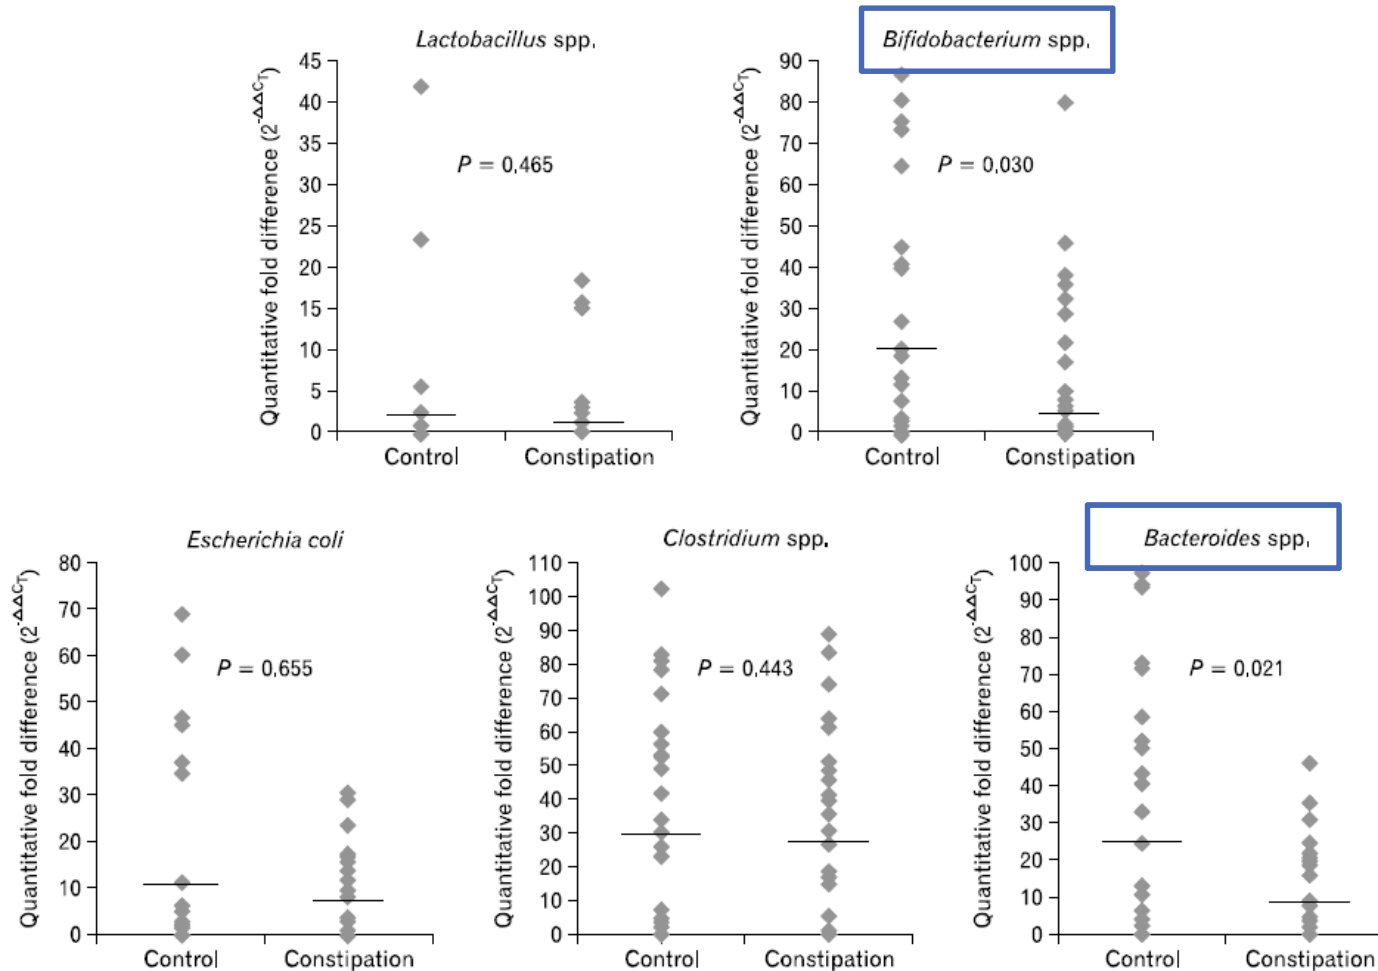 Lactobacillus spp.
Quantitative fold difference (2^-ΔΔC_T)
45
40
35
30
25
20
15
10
5
0
P = 0.465
Control Constipation
Bifidobacterium spp.
Quantitative fold difference (2^-ΔΔC_T)
90
80
70
60
50
40
30
20
10
0
P = 0.030
Control Constipation
Escherichia coli
Quantitative fold difference (2^-ΔΔC_T)
80
70
60
50
40
30
20
10
0
P = 0.655
Control Constipation
Clostridium spp.
Quantitative fold difference (2^-ΔΔC_T)
110
100
90
80
70
60
50
40
30
20
10
0
P = 0.443
Control Constipation
Bacteroides spp.
Quantitative fold difference (2^-ΔΔC_T)
100
90
80
70
60
50
40
30
20
10
0
P = 0.021
Control Constipation